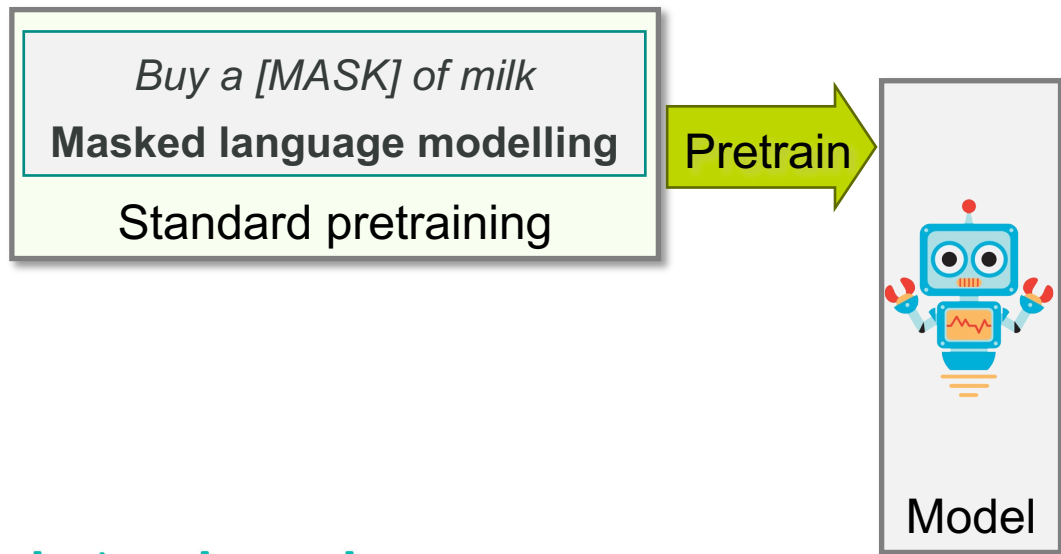 Buy a [MASK] of milk
Masked language modelling
Standard pretraining
Pretrain
Model